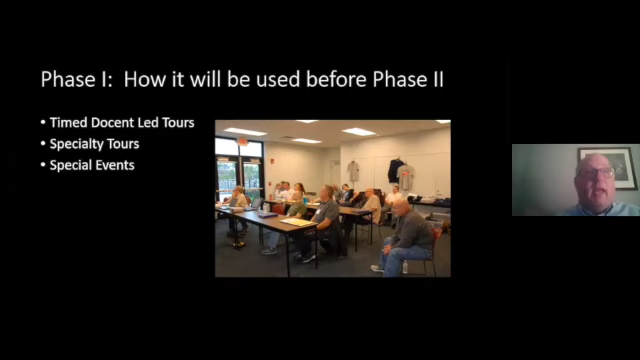 Phase I:  How it will be used before Phase II
• Timed Docent Led Tours
• Specialty Tours
• Special Events